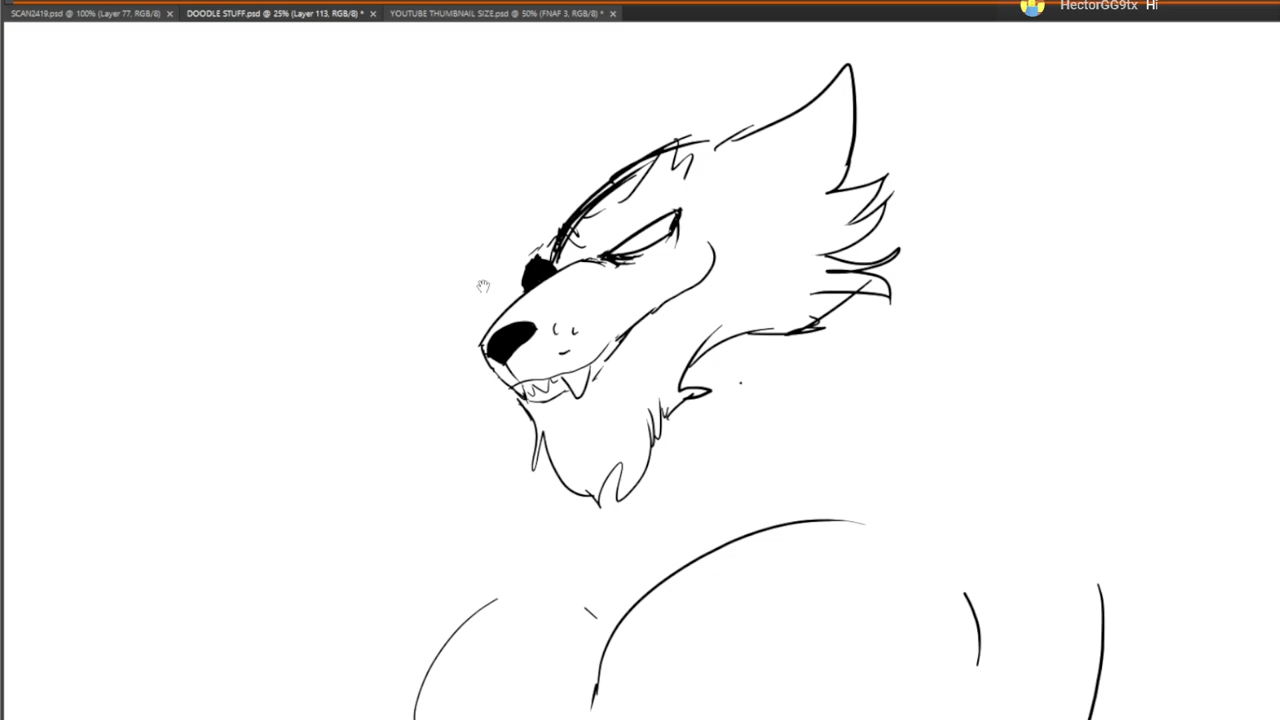 HectorGG9tx Hi
SCAN2419.psd @ 100% (Layer 77, RGB/8) × DOODLE STUFF.psd @ 25% (Layer 113, RGB/8) * × YOUTUBE THUMBNAIL SIZE.psd @ 50% (FNAF 3, RGB/8) * ×